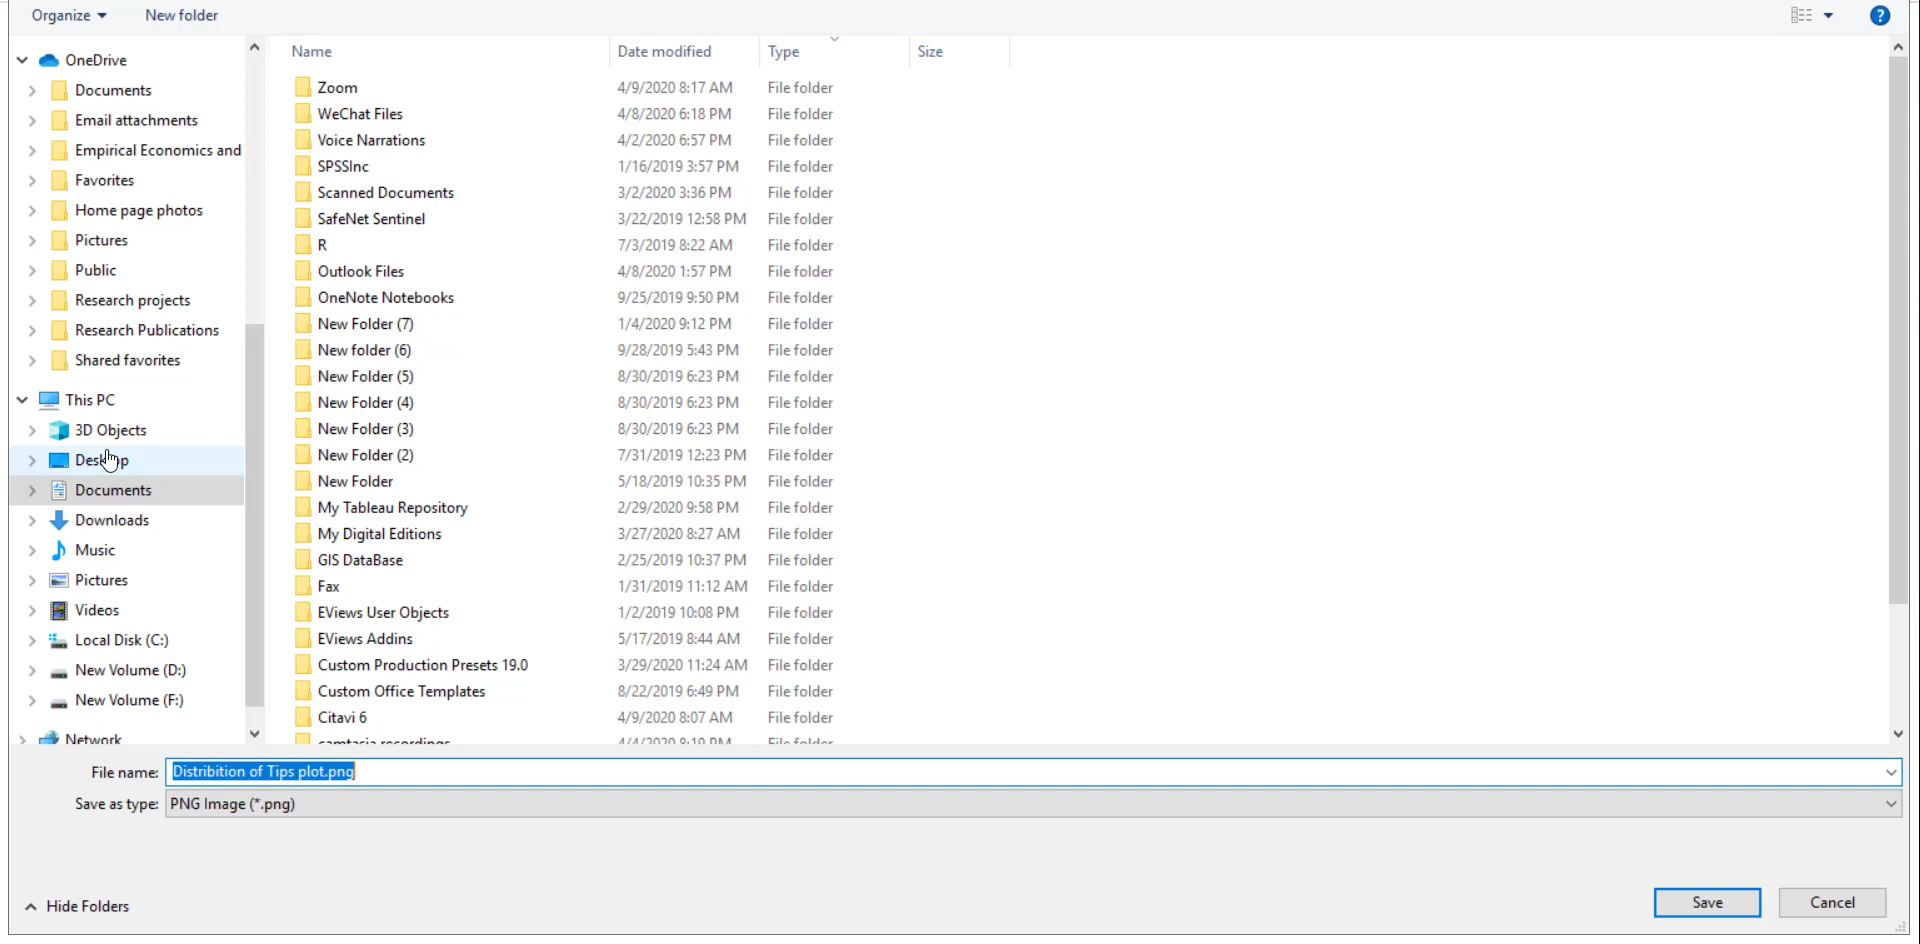 Organize
New folder
OneDrive
Documents
Email attachments
Empirical Economics and
Favorites
Home page photos
Pictures
Public
Research projects
Research Publications
Shared favorites
This PC
3D Objects
Desktop
Documents
Downloads
Music
Pictures
Videos
Local Disk (C:)
New Volume (D:)
New Volume (F:)
Network
Name Date modified Type Size
Zoom 4/9/2020 8:17 AM File folder
WeChat Files 4/8/2020 6:18 PM File folder
Voice Narrations 4/2/2020 6:57 PM File folder
SPSSInc 1/16/2019 3:57 PM File folder
Scanned Documents 3/2/2020 3:36 PM File folder
SafeNet Sentinel 3/22/2019 12:58 PM File folder
R 7/3/2019 8:22 AM File folder
Outlook Files 4/8/2020 1:57 PM File folder
OneNote Notebooks 9/25/2019 9:50 PM File folder
New Folder (7) 1/4/2020 9:12 PM File folder
New folder (6) 9/28/2019 5:43 PM File folder
New Folder (5) 8/30/2019 6:23 PM File folder
New Folder (4) 8/30/2019 6:23 PM File folder
New Folder (3) 8/30/2019 6:23 PM File folder
New Folder (2) 7/31/2019 12:23 PM File folder
New Folder 5/18/2019 10:35 PM File folder
My Tableau Repository 2/29/2020 9:58 PM File folder
My Digital Editions 3/27/2020 8:27 AM File folder
GIS DataBase 2/25/2019 10:37 PM File folder
Fax 1/31/2019 11:12 AM File folder
EViews User Objects 1/2/2019 10:08 PM File folder
EViews Addins 5/17/2019 8:44 AM File folder
Custom Production Presets 19.0 3/29/2020 11:24 AM File folder
Custom Office Templates 8/22/2019 6:49 PM File folder
Citavi 6 4/9/2020 8:07 AM File folder
camtasia recordings 4/4/2020 8:19 PM File folder
File name: Distribition of Tips plot.png
Save as type: PNG Image (*.png)
Hide Folders
Save
Cancel